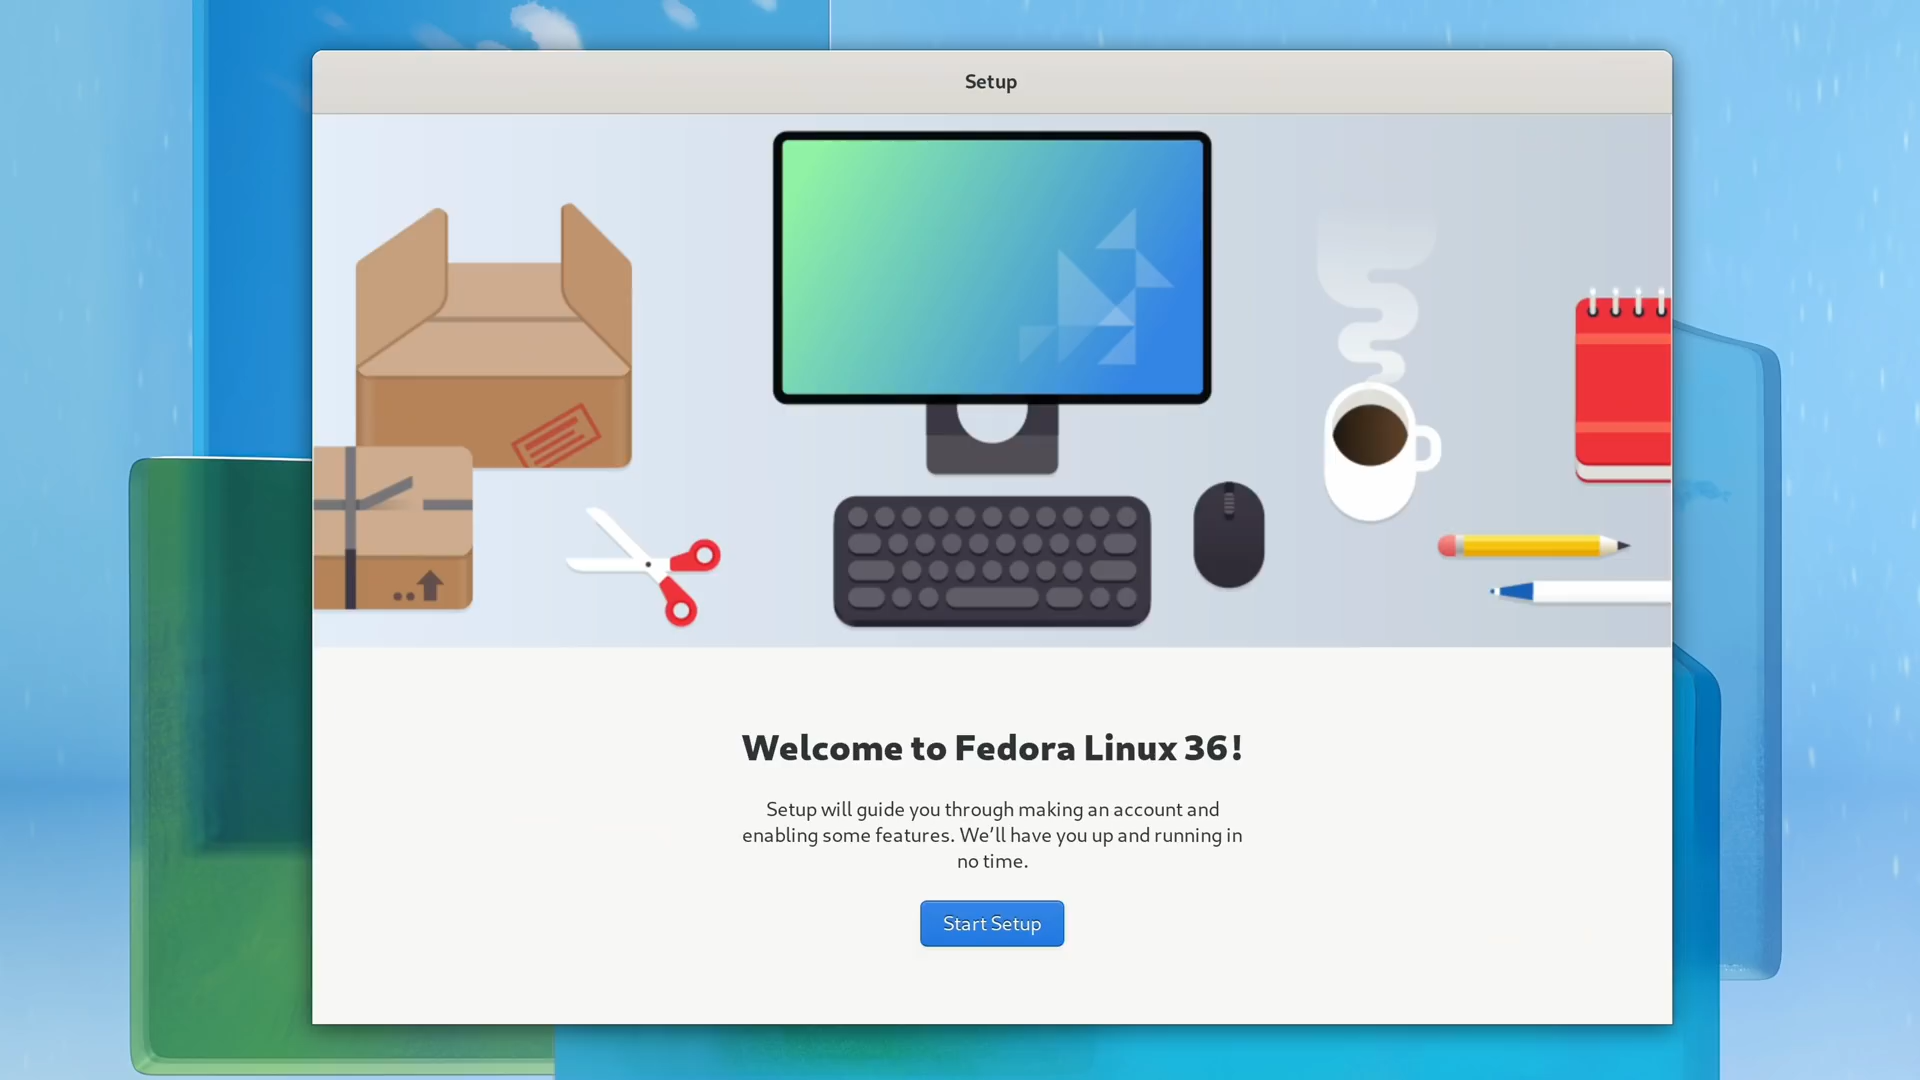 Setup
Welcome to Fedora Linux 36!
Setup will guide you through making an account and
enabling some features. We’ll have you up and running in
no time.
Start Setup